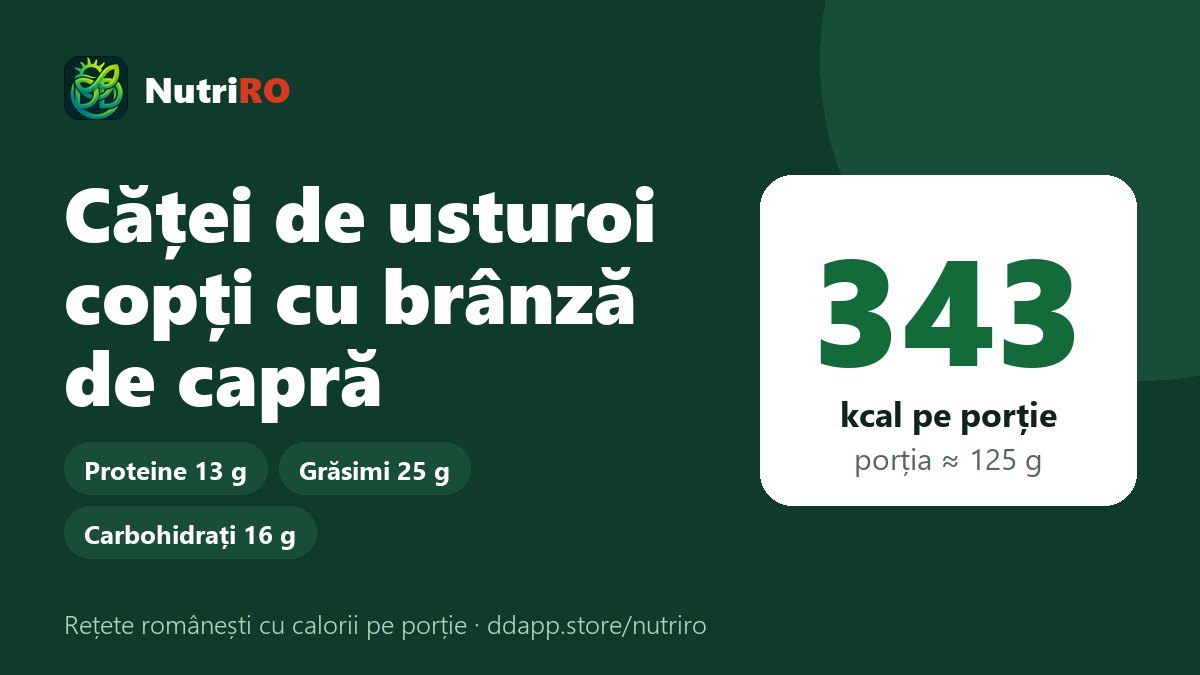 NutriRO
Căței de usturoi
copți cu brânză
de capră
Proteine 13 g
Grăsimi 25 g
Carbohidrați 16 g
343
kcal pe porție
porția ≈ 125 g
Rețete românești cu calorii pe porție · ddapp.store/nutriro